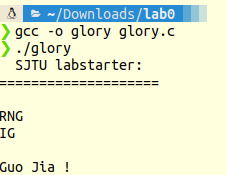 ~/Downloads/lab0
❯ gcc -o glory glory.c
❯ ./glory
SJTU labstarter:
====================
RNG
IG
Guo Jia !